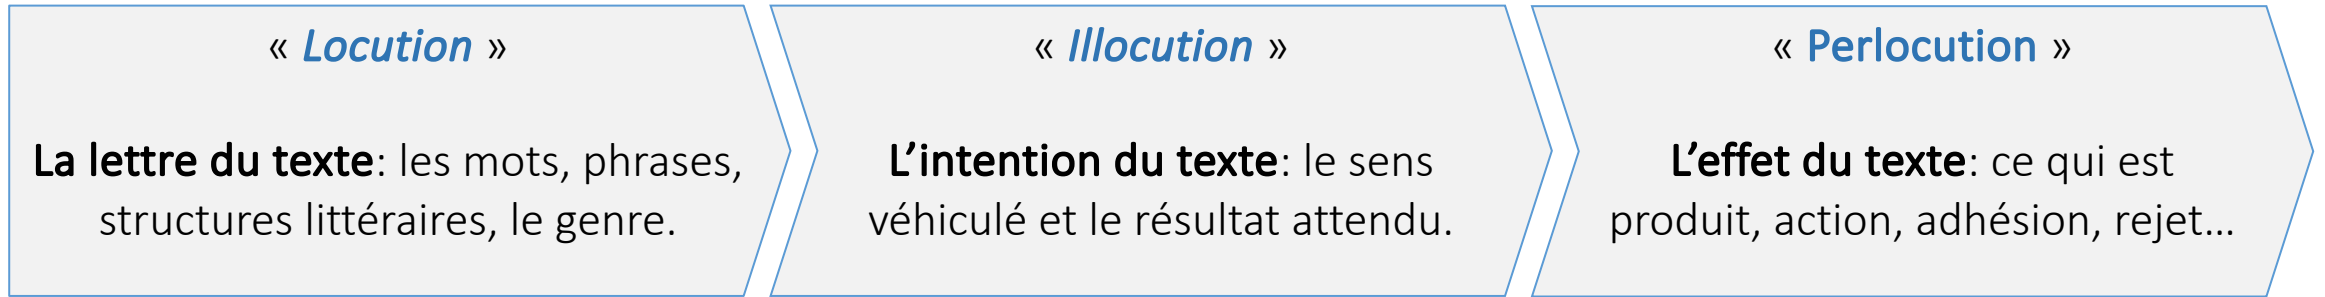 « Locution »
La lettre du texte: les mots, phrases,
structures littéraires, le genre.
« Illocution »
L’intention du texte: le sens
véhiculé et le résultat attendu.
« Perlocution »
L’effet du texte: ce qui est
produit, action, adhésion, rejet…